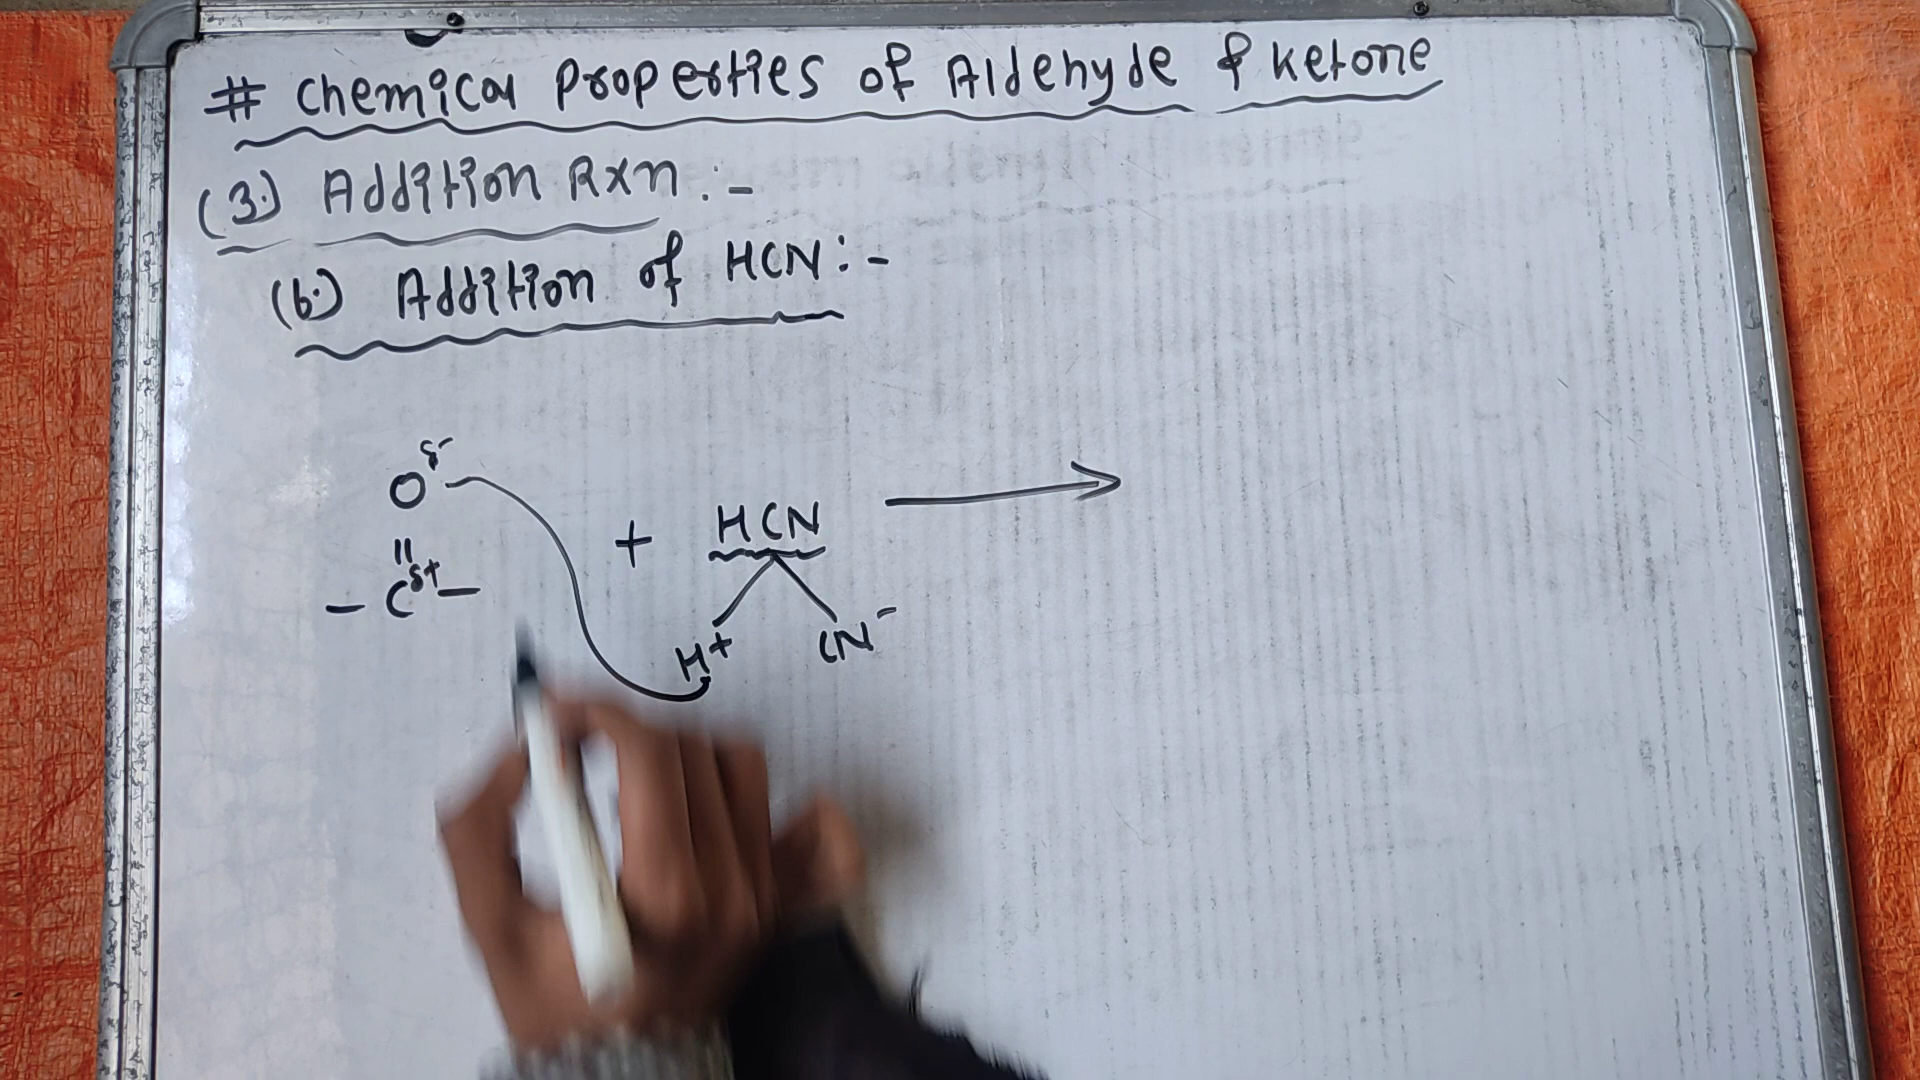 # Chemical Properties of Aldehyde & Ketone
(3.) Addition Rxn :-
(b.) Addition of HCN :-
O δ-
|| 
- C δ+ -
+ HCN →
H+ CN-